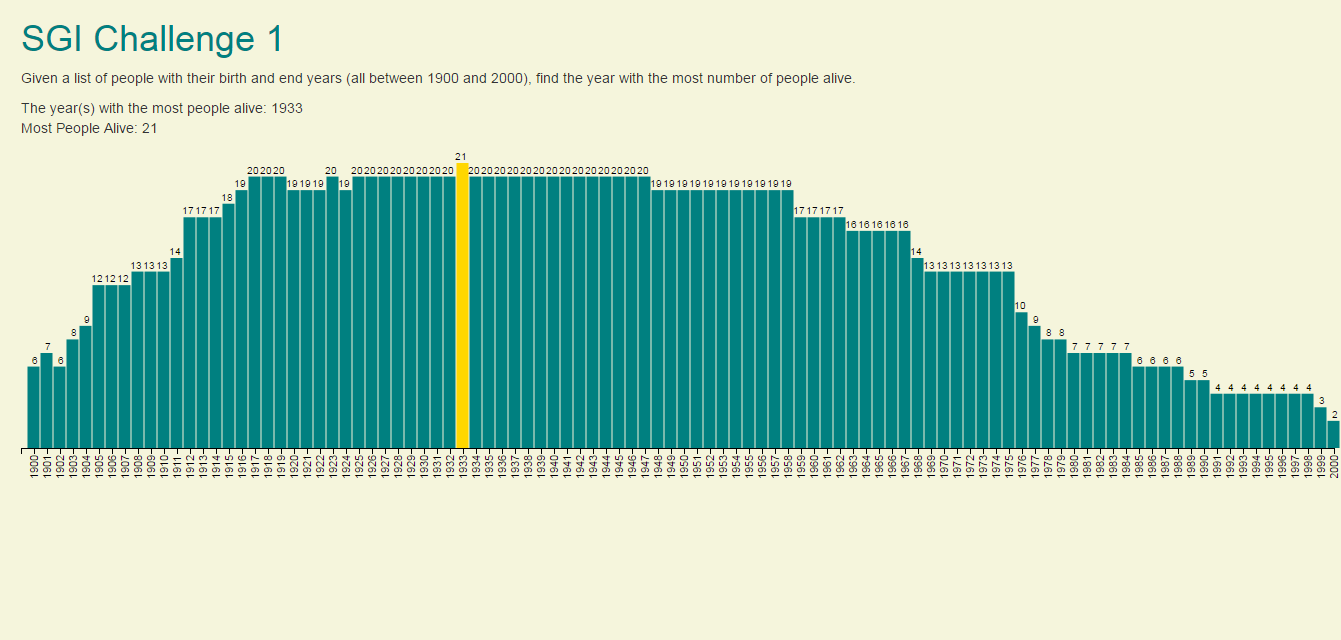 SGI Challenge 1
Given a list of people with their birth and end years (all between 1900 and 2000), find the year with the most number of people alive.
The year(s) with the most people alive: 1933
Most People Alive: 21
6 7 6 8 9 12 12 12 13 13 13 14 17 17 17 18 19 20 20 20 19 19 19 20 19 20 20 20 20 20 20 20 20 21 20 20 20 20 20 20 20 20 20 20 20 20 20 20 19 19 19 19 19 19 19 19 19 19 19 17 17 17 17 16 16 16 16 16 14 13 13 13 13 13 13 13 10 9 8 8 7 7 7 7 7 6 6 6 6 5 5 4 4 4 4 4 4 4 4 3 2
1900 1901 1902 1903 1904 1905 1906 1907 1908 1909 1910 1911 1912 1913 1914 1915 1916 1917 1918 1919 1920 1921 1922 1923 1924 1925 1926 1927 1928 1929 1930 1931 1932 1933 1934 1935 1936 1937 1938 1939 1940 1941 1942 1943 1944 1945 1946 1947 1948 1949 1950 1951 1952 1953 1954 1955 1956 1957 1958 1959 1960 1961 1962 1963 1964 1965 1966 1967 1968 1969 1970 1971 1972 1973 1974 1975 1976 1977 1978 1979 1980 1981 1982 1983 1984 1985 1986 1987 1988 1989 1990 1991 1992 1993 1994 1995 1996 1997 1998 1999 2000